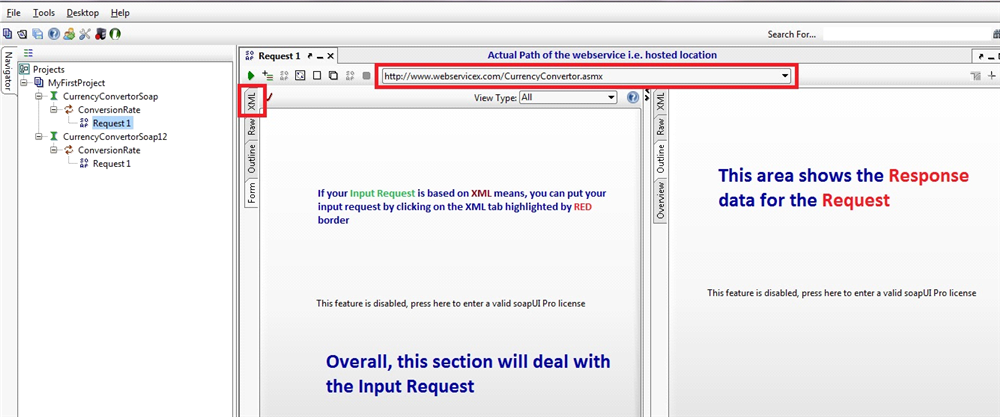 File Tools Desktop Help
Search For...
Navigator
Projects
MyFirstProject
CurrencyConvertorSoap
ConversionRate
Request 1
CurrencyConvertorSoap12
ConversionRate
Request 1
Request 1
Actual Path of the webservice i.e. hosted location
http://www.webservicex.com/CurrencyConvertor.asmx
XML
Raw
Outline
Form
View Type: All
If your Input Request is based on XML means, you can put your
input request by clicking on the XML tab highlighted by RED
border
This feature is disabled, press here to enter a valid soapUI Pro license
Overall, this section will deal with
the Input Request
XML
Raw
Outline
Overview
This area shows the Response
data for the Request
This feature is disabled, press here to enter a valid soapUI Pro license